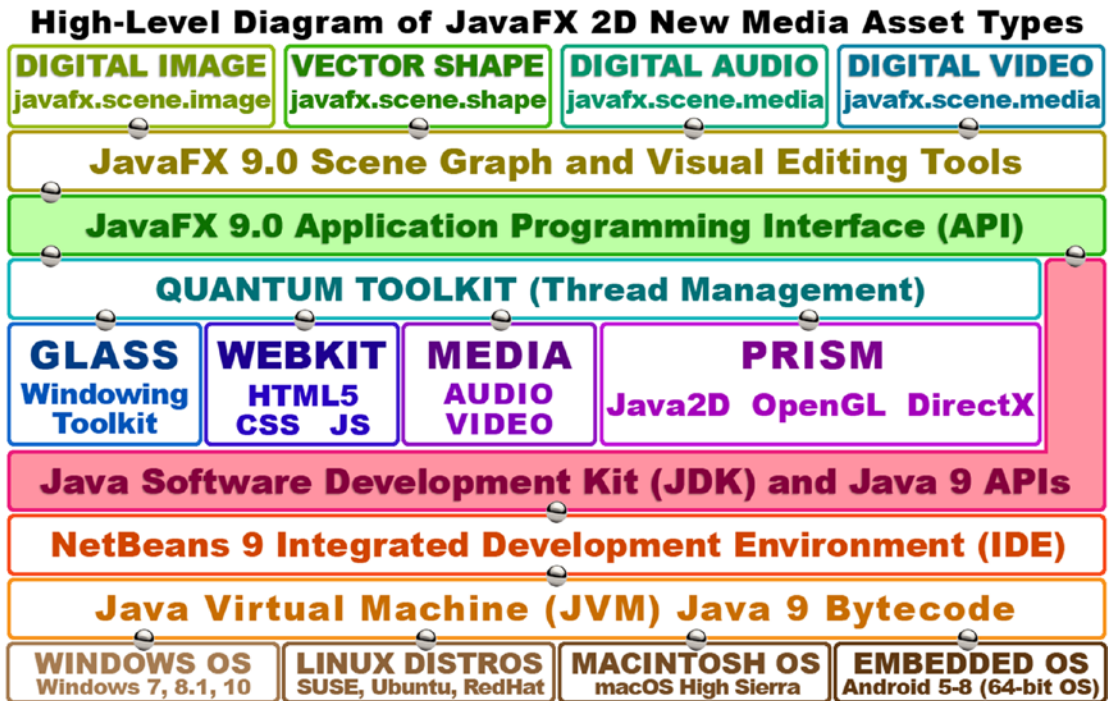 High-Level Diagram of JavaFX 2D New Media Asset Types
DIGITAL IMAGE
javafx.scene.image
VECTOR SHAPE
javafx.scene.shape
DIGITAL AUDIO
javafx.scene.media
DIGITAL VIDEO
javafx.scene.media
JavaFX 9.0 Scene Graph and Visual Editing Tools
JavaFX 9.0 Application Programming Interface (API)
QUANTUM TOOLKIT (Thread Management)
GLASS
Windowing
Toolkit
WEBKIT
HTML5
CSS JS
MEDIA
AUDIO
VIDEO
PRISM
Java2D OpenGL DirectX
Java Software Development Kit (JDK) and Java 9 APIs
NetBeans 9 Integrated Development Environment (IDE)
Java Virtual Machine (JVM) Java 9 Bytecode
WINDOWS OS
Windows 7, 8.1, 10
LINUX DISTROS
SUSE, Ubuntu, RedHat
MACINTOSH OS
macOS High Sierra
EMBEDDED OS
Android 5-8 (64-bit OS)